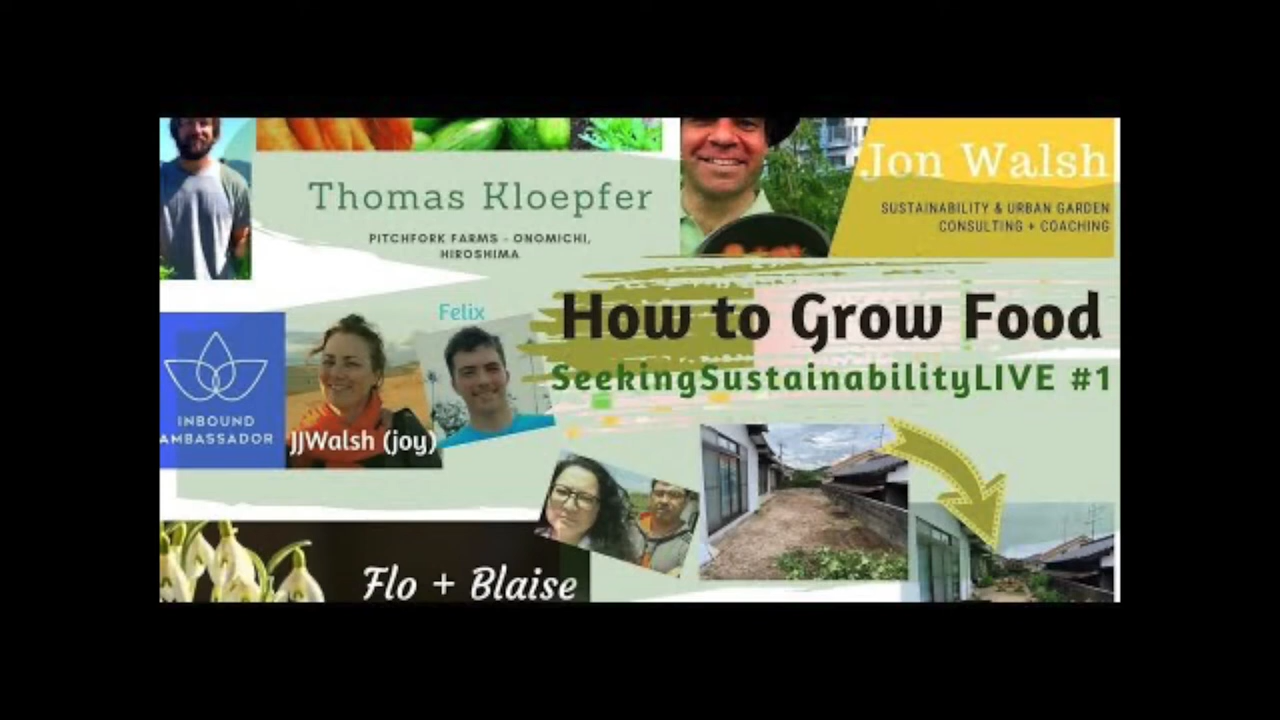 Thomas Kloepfer
PITCHFORK FARMS - ONOMICHI,
HIROSHIMA
Jon Walsh
SUSTAINABILITY & URBAN GARDEN
CONSULTING + COACHING
How to Grow Food
SeekingSustainabilityLIVE #1
Felix
INBOUND
AMBASSADOR
JJWalsh (joy)
Flo + Blaise